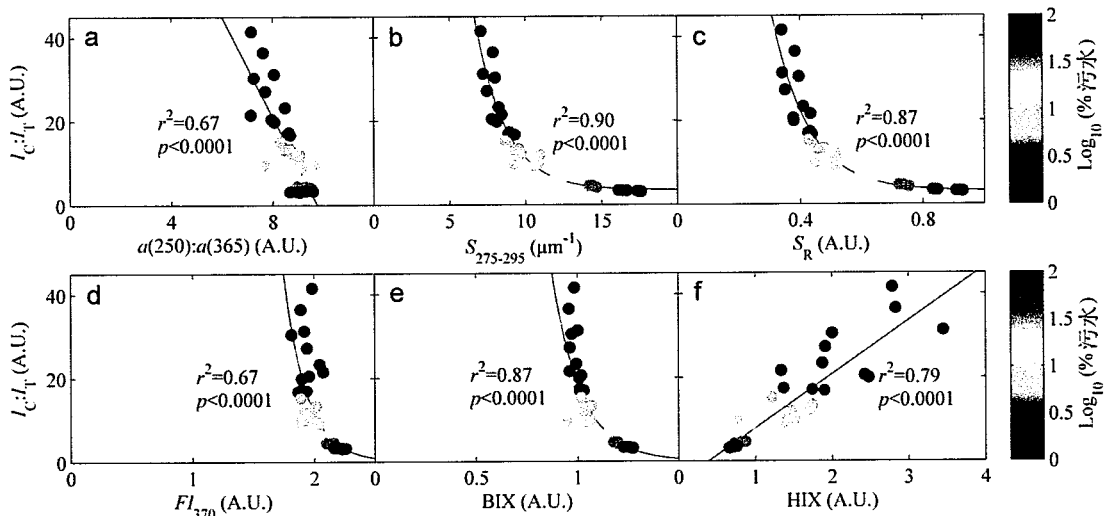 a
b
c
I_C:I_T (A.U.)
40
20
0
r²=0.67
p<0.0001
r²=0.90
p<0.0001
r²=0.87
p<0.0001
0 4 8 0
5 10 15 0
0.4 0.8
a(250):a(365) (A.U.)
S_275-295 (μm⁻¹)
S_R (A.U.)
2
1.5
1
0.5
0
Log₁₀ (%污水)
d
e
f
I_C:I_T (A.U.)
40
20
0
r²=0.67
p<0.0001
r²=0.87
p<0.0001
r²=0.79
p<0.0001
0 1 2 0
0.5 1 0
1 2 3 4
FI_370 (A.U.)
BIX (A.U.)
HIX (A.U.)
2
1.5
1
0.5
0
Log₁₀ (%污水)